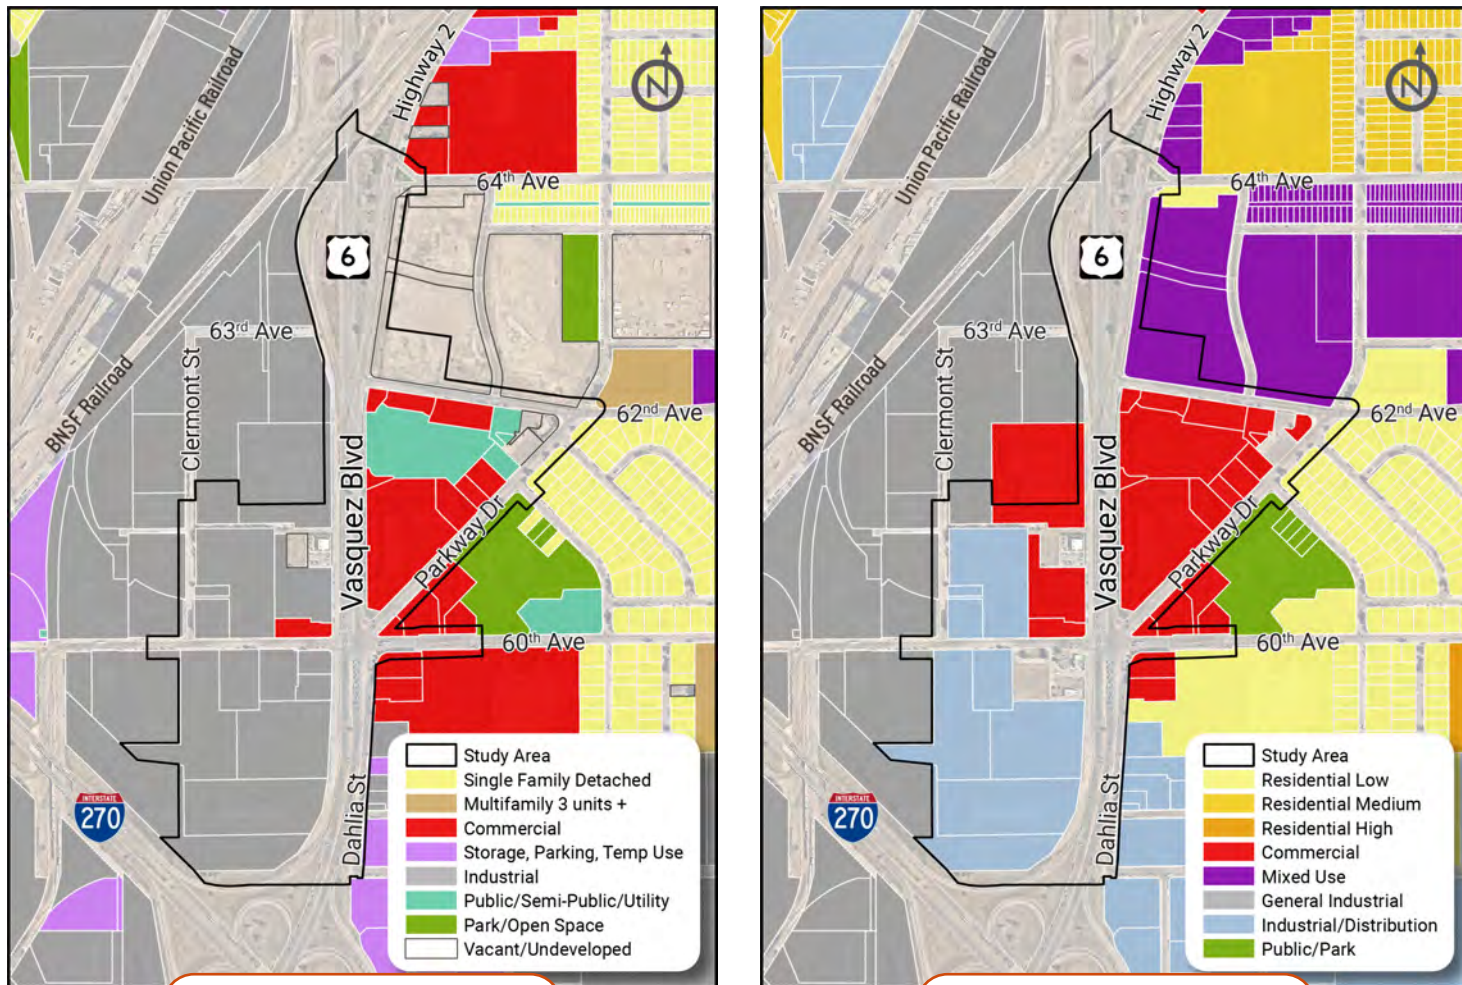 Highway 2
N
Union Pacific Railroad
64th Ave
6
63rd Ave
BNSF Railroad
Clermont St
62nd Ave
Vasquez Blvd
Parkway Dr
60th Ave
Dahlia St
INTERSTATE
270
Study Area
Single Family Detached
Multifamily 3 units +
Commercial
Storage, Parking, Temp Use
Industrial
Public/Semi-Public/Utility
Park/Open Space
Vacant/Undeveloped
Highway 2
N
Union Pacific Railroad
64th Ave
6
63rd Ave
BNSF Railroad
Clermont St
62nd Ave
Vasquez Blvd
Parkway Dr
60th Ave
Dahlia St
INTERSTATE
270
Study Area
Residential Low
Residential Medium
Residential High
Commercial
Mixed Use
General Industrial
Industrial/Distribution
Public/Park